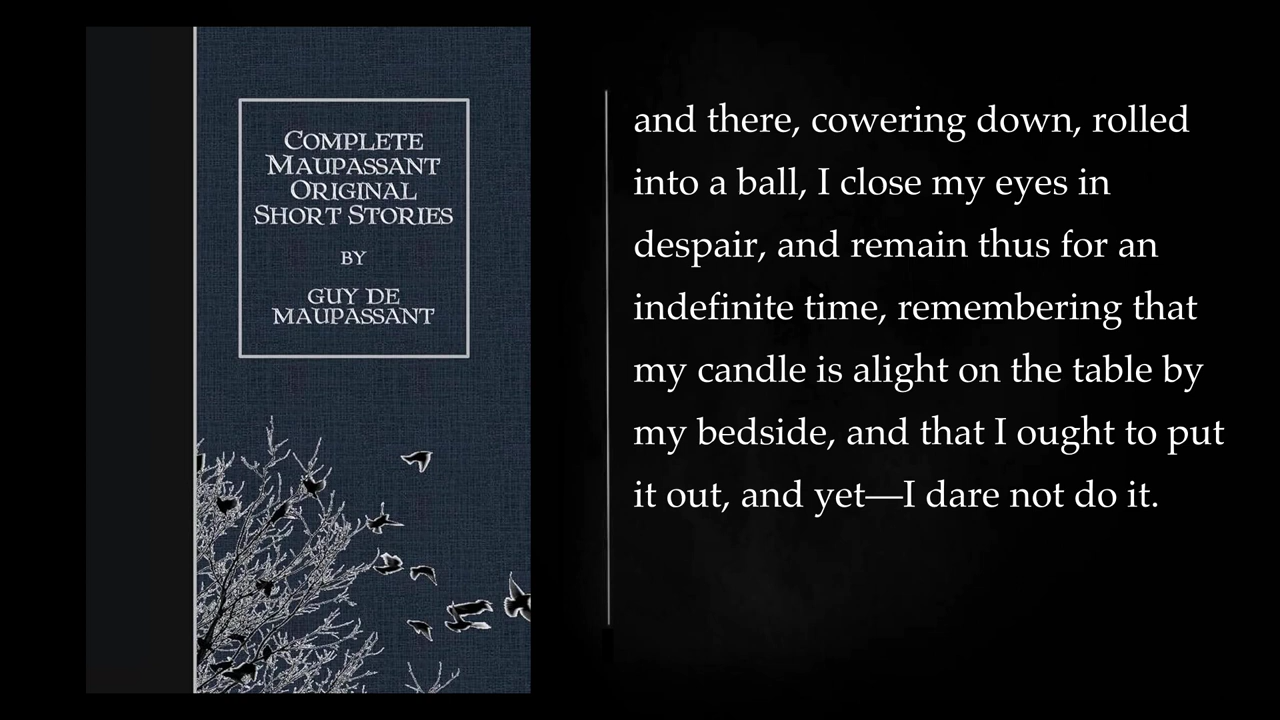 COMPLETE
MAUPASSANT
ORIGINAL
SHORT STORIES
BY
GUY DE
MAUPASSANT
and there, cowering down, rolled
into a ball, I close my eyes in
despair, and remain thus for an
indefinite time, remembering that
my candle is alight on the table by
my bedside, and that I ought to put
it out, and yet—I dare not do it.